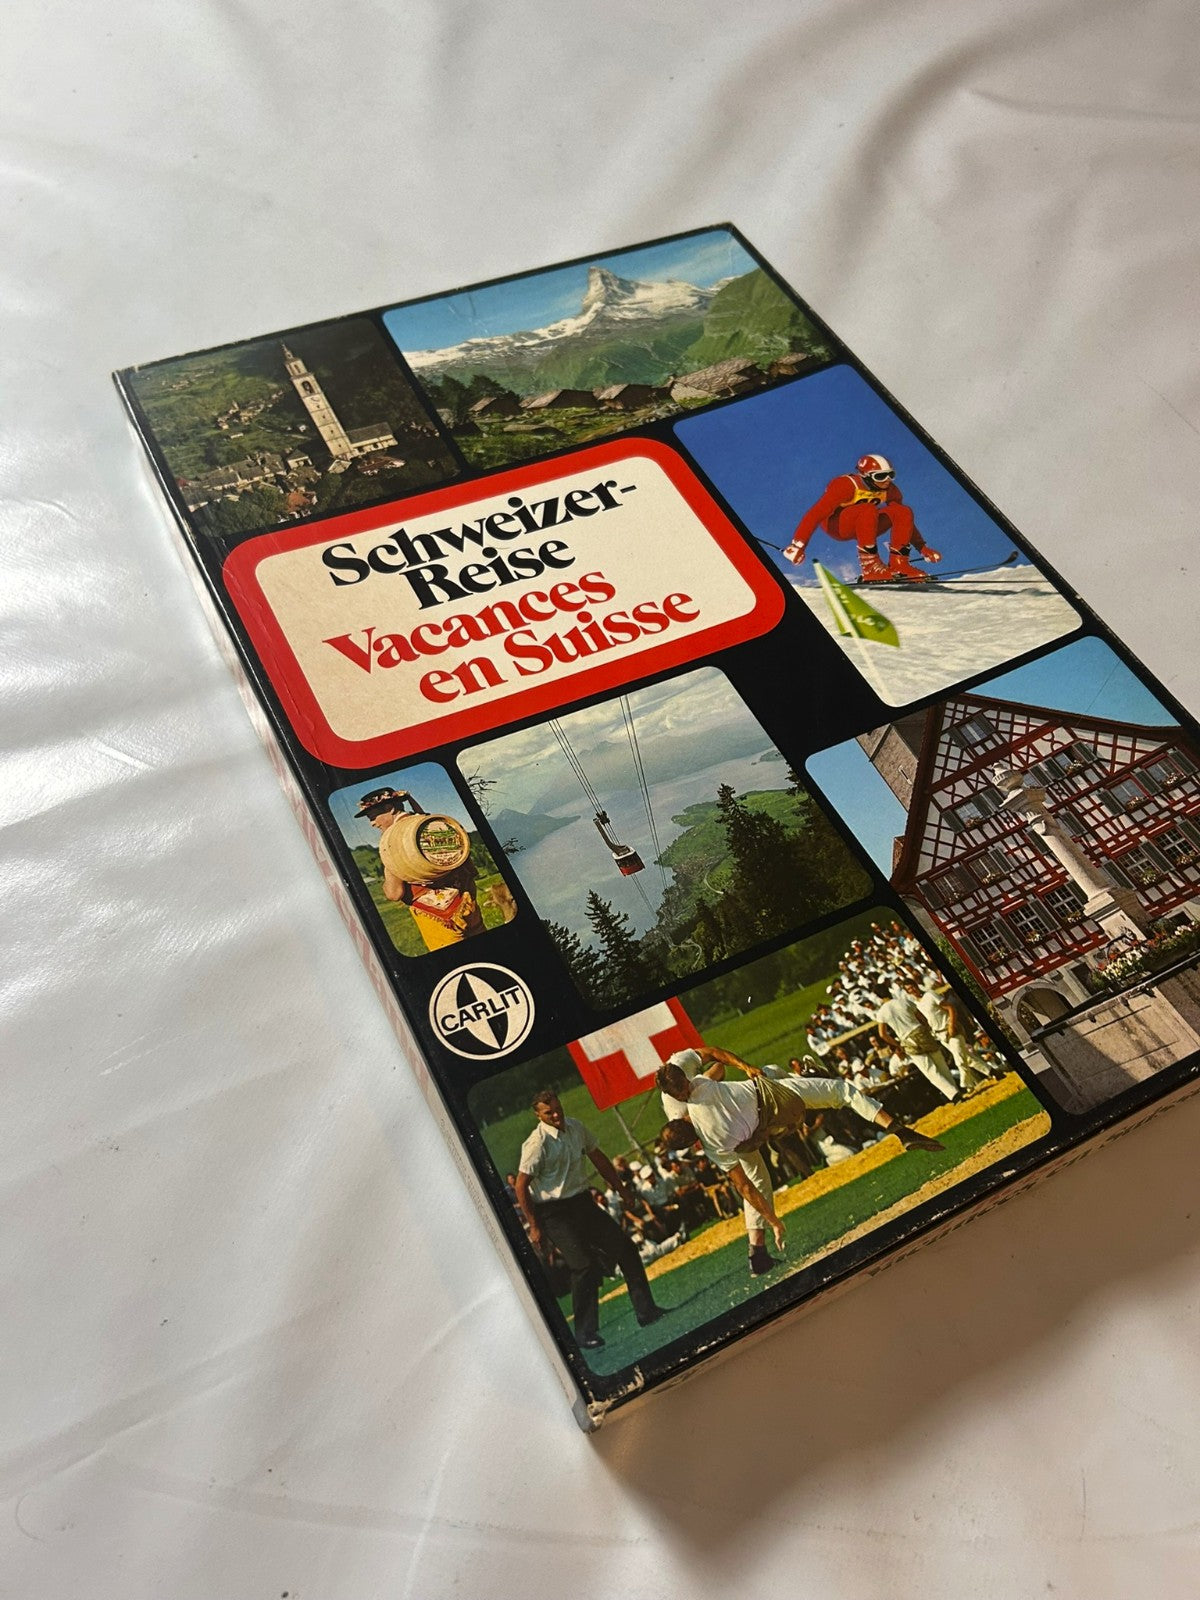 Schweizer-
Reise
Vacances
en Suisse
CARLIT